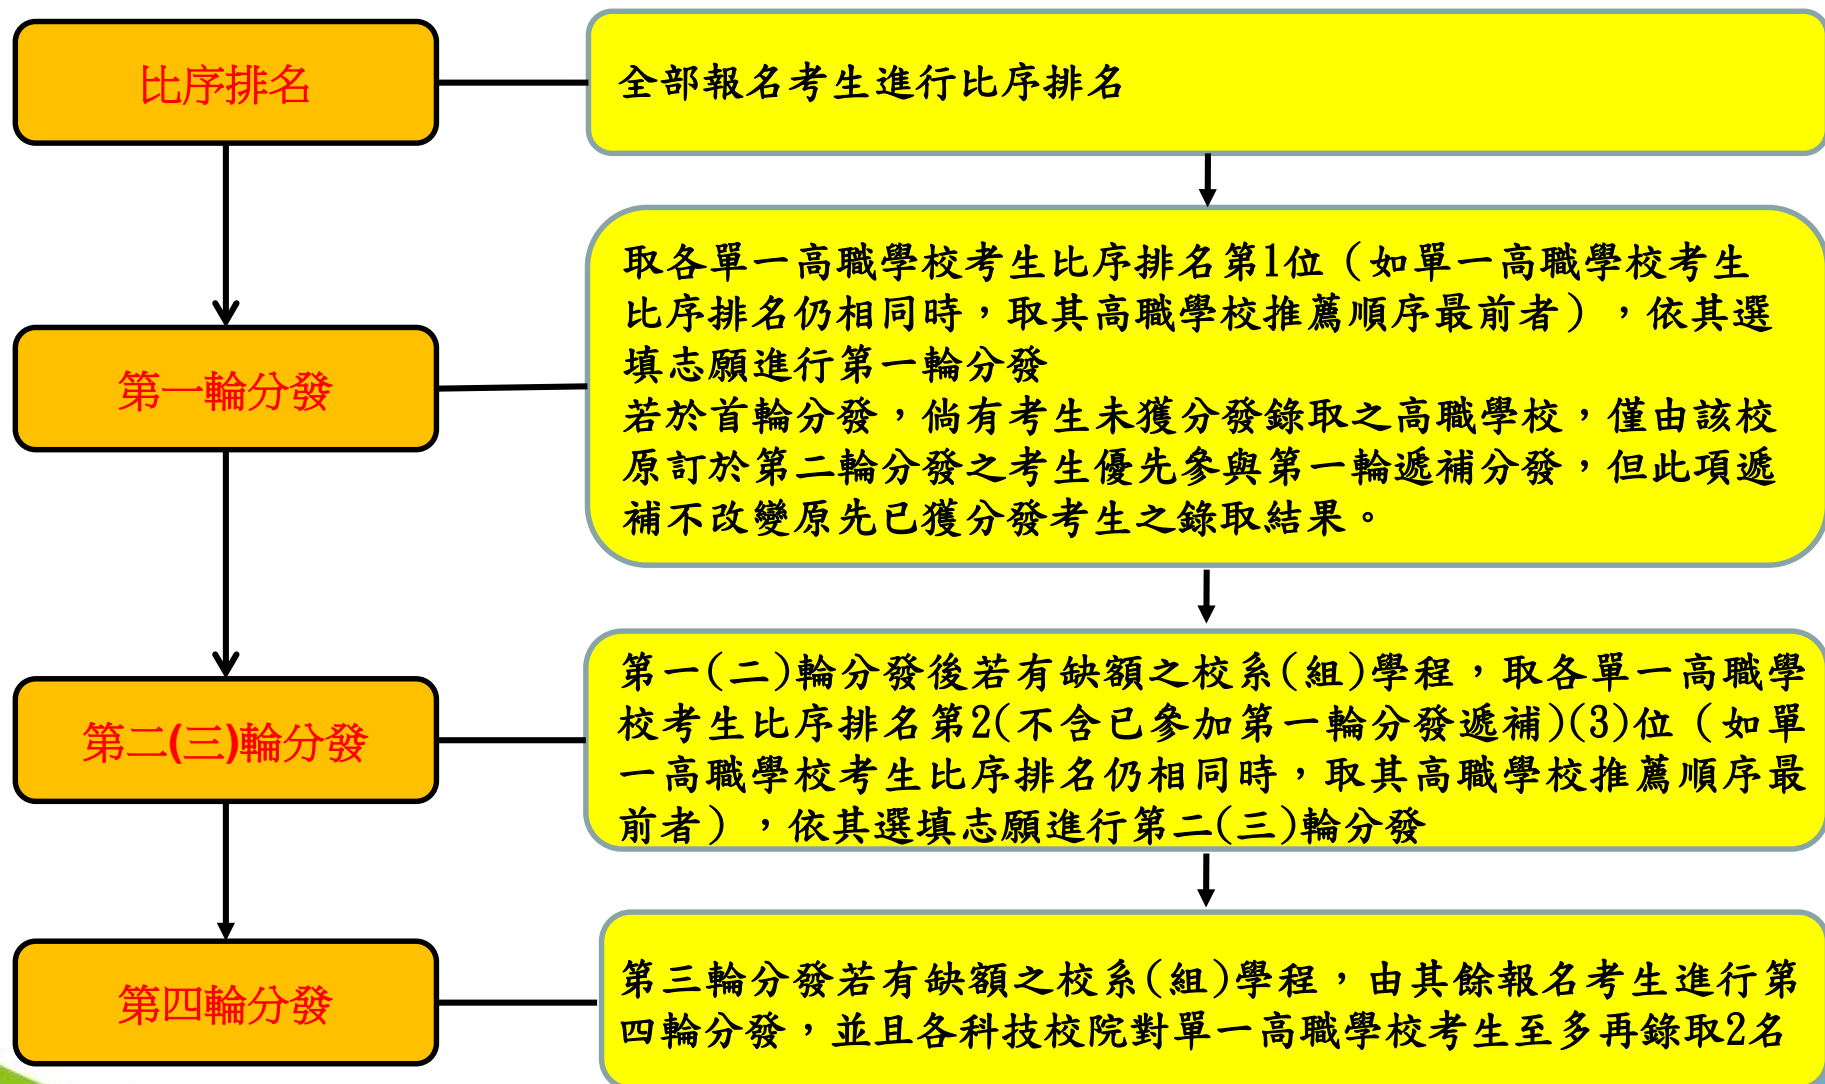 比序排名
全部報名考生進行比序排名
第一輪分發
取各單一高職學校考生比序排名第1位（如單一高職學校考生
比序排名仍相同時，取其高職學校推薦順序最前者），依其選
填志願進行第一輪分發
若於首輪分發，倘有考生未獲分發錄取之高職學校，僅由該校
原訂於第二輪分發之考生優先參與第一輪遞補分發，但此項遞
補不改變原先已獲分發考生之錄取結果。
第二(三)輪分發
第一(二)輪分發後若有缺額之校系(組)學程，取各單一高職學
校考生比序排名第2(不含已參加第一輪分發遞補)(3)位（如單
一高職學校考生比序排名仍相同時，取其高職學校推薦順序最
前者），依其選填志願進行第二(三)輪分發
第四輪分發
第三輪分發若有缺額之校系(組)學程，由其餘報名考生進行第
四輪分發，並且各科技校院對單一高職學校考生至多再錄取2名